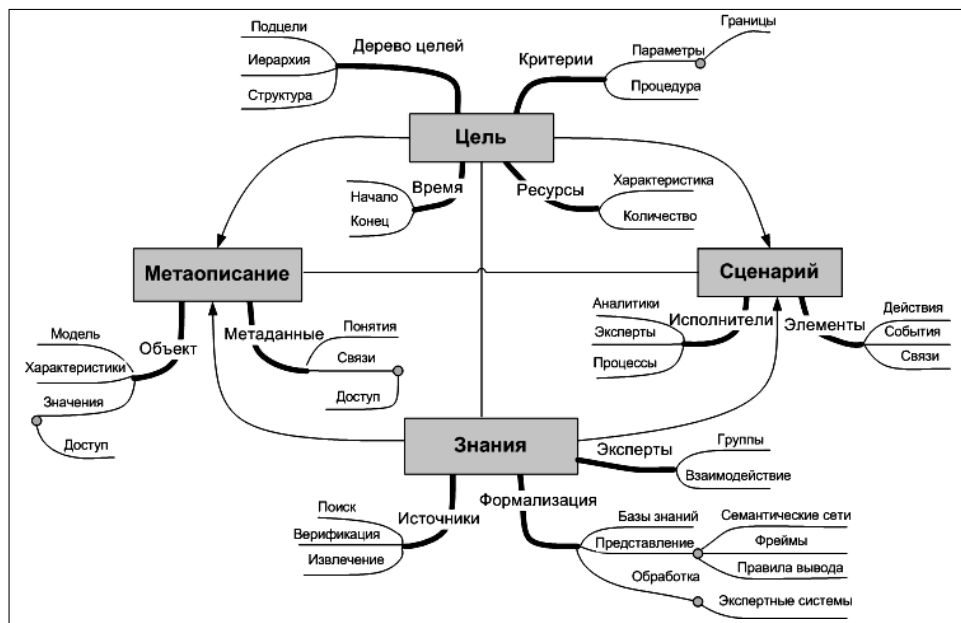 Подцели
Иерархия
Структура
Дерево целей
Критерии
Параметры
Границы
Процедура
Цель
Время
Начало
Конец
Ресурсы
Характеристика
Количество
Метаописание
Сценарий
Объект
Модель
Характеристики
Значения
Доступ
Метаданные
Понятия
Связи
Доступ
Исполнители
Аналитики
Эксперты
Процессы
Элементы
Действия
События
Связи
Знания
Эксперты
Группы
Взаимодействие
Источники
Поиск
Верификация
Извлечение
Формализация
Базы знаний
Представление
Семантические сети
Фреймы
Правила вывода
Обработка
Экспертные системы